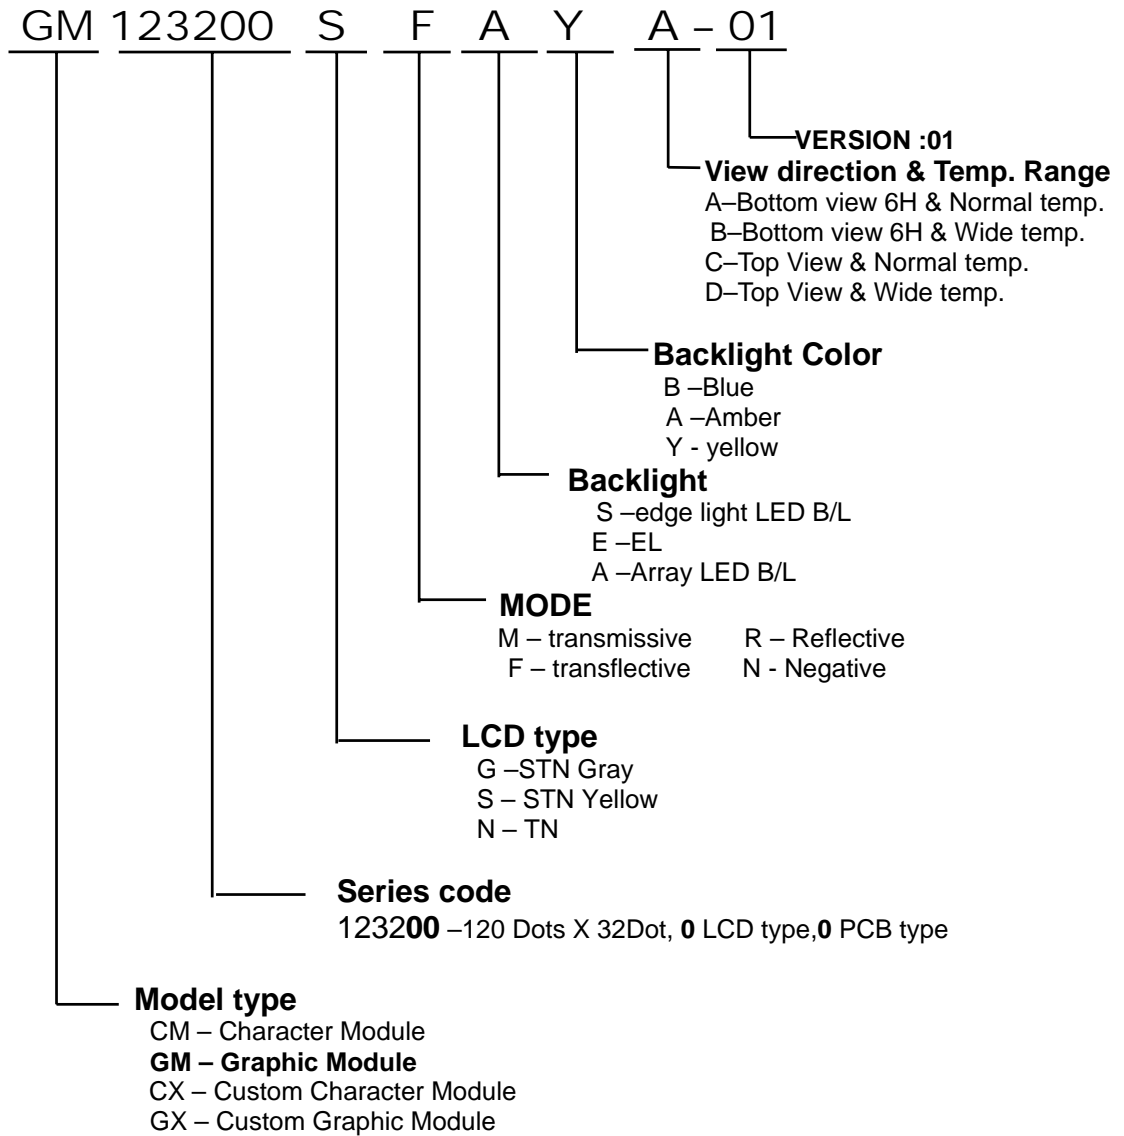 GM 123200 S F A Y A – 01
VERSION :01
View direction & Temp. Range
A–Bottom view 6H & Normal temp.
B–Bottom view 6H & Wide temp.
C–Top View & Normal temp.
D–Top View & Wide temp.
Backlight Color
B –Blue
A –Amber
Y - yellow
Backlight
S –edge light LED B/L
E –EL
A –Array LED B/L
MODE
M – transmissive R – Reflective
F – transflective N - Negative
LCD type
G –STN Gray
S – STN Yellow
N – TN
Series code
123200 –120 Dots X 32Dot, 0 LCD type,0 PCB type
Model type
CM – Character Module
GM – Graphic Module
CX – Custom Character Module
GX – Custom Graphic Module